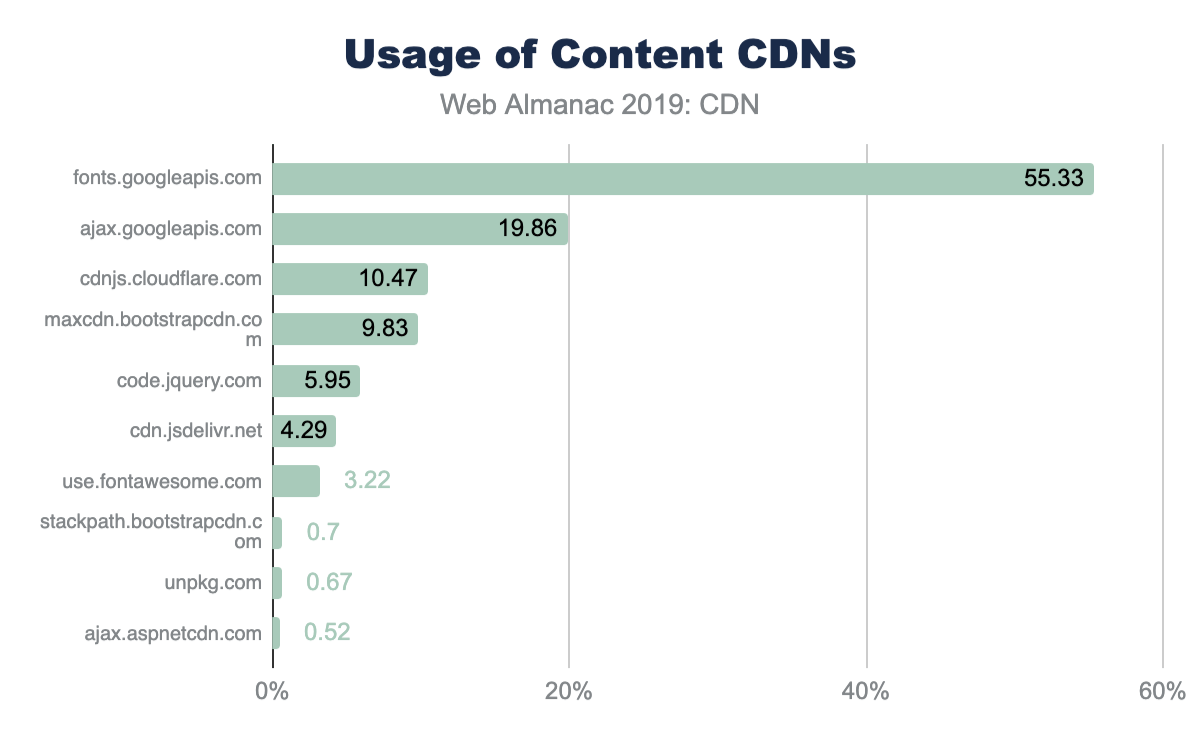 Usage of Content CDNs
Web Almanac 2019: CDN
fonts.googleapis.com
55.33
ajax.googleapis.com
19.86
cdnjs.cloudflare.com
10.47
maxcdn.bootstrapcdn.co
m
9.83
code.jquery.com
5.95
cdn.jsdelivr.net
4.29
use.fontawesome.com
3.22
stackpath.bootstrapcdn.c
om
0.7
unpkg.com
0.67
ajax.aspnetcdn.com
0.52
0%
20%
40%
60%